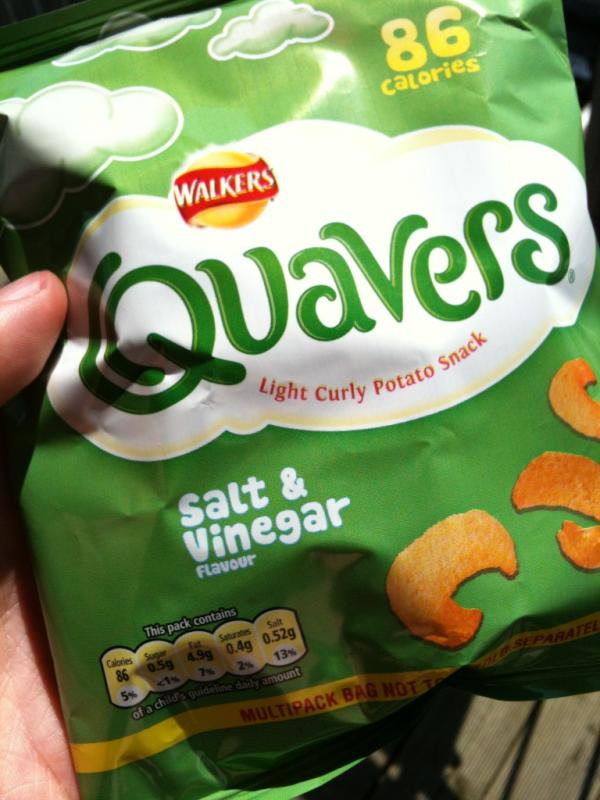 86
calories
WALKERS
Quavers
Light Curly Potato Snack
Salt &
Vinegar
flavour
This pack contains
Calories Sugar Fat Saturates Salt
86 0.5g 4.9g 0.4g 0.52g
5% <1% 7% 2% 13%
of a child's guideline daily amount
MULTIPACK BAG NOT TO SOLD SEPARATEL